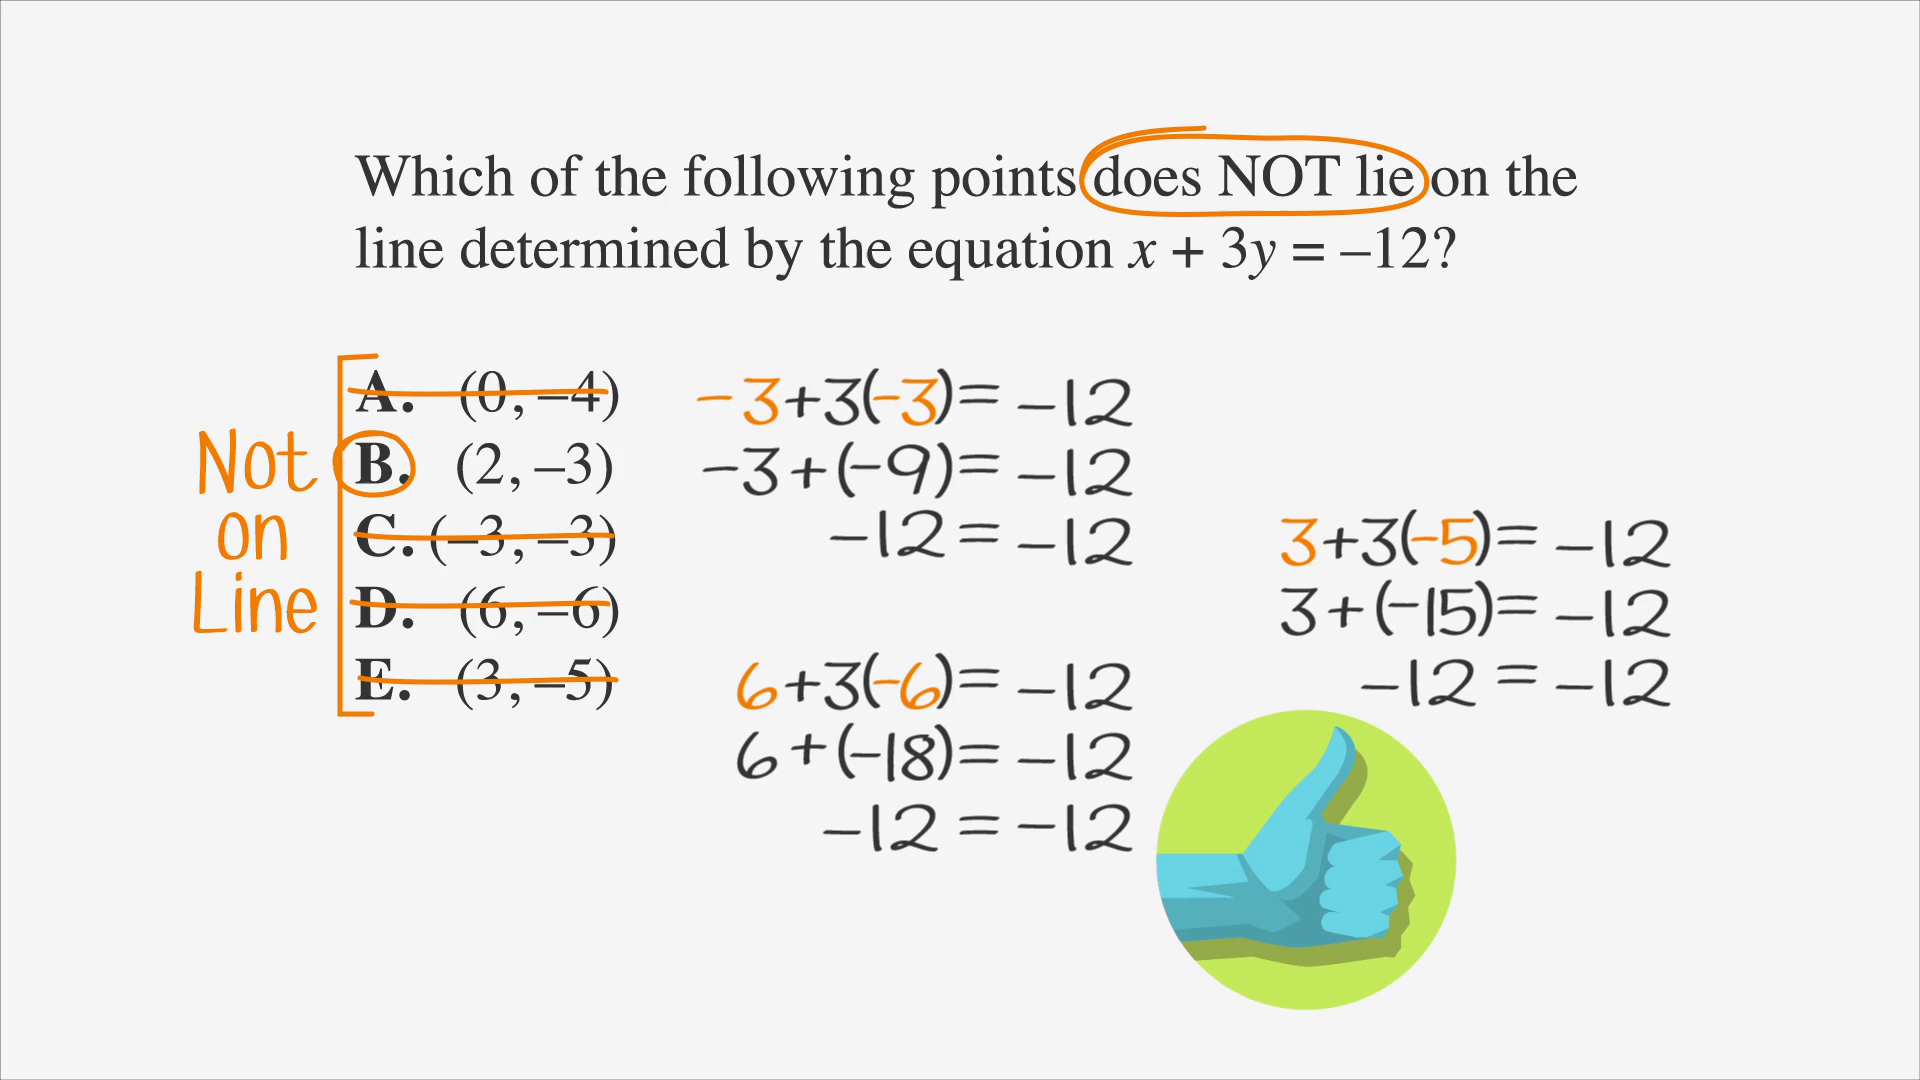 Which of the following points does NOT lie on the
line determined by the equation x + 3y = –12?
Not
on
Line
A. (0, –4)
B. (2, –3)
C. (–3, –3)
D. (6, –6)
E. (3, –5)
-3+3(-3)= -12
-3+(-9)= -12
-12 = -12
6+3(-6)= -12
6+(-18)= -12
-12 = -12
3+3(-5)= -12
3+(-15)= -12
-12 = -12